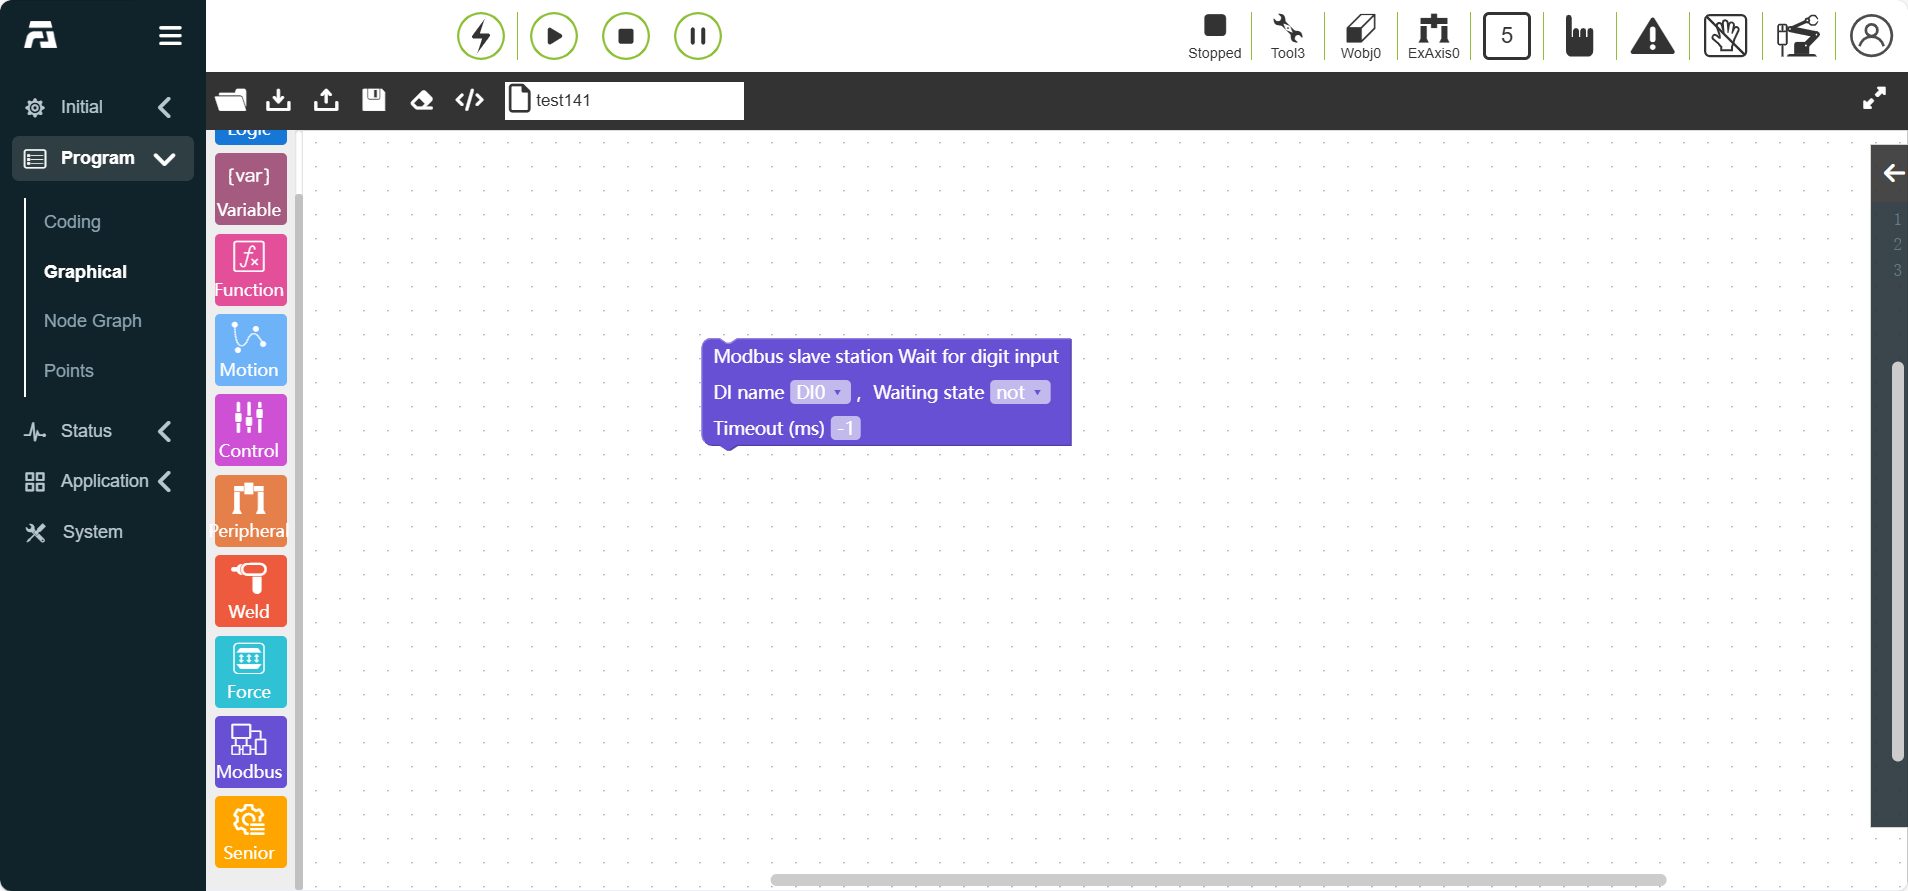 Stopped
Tool3
Wobj0
ExAxis0
5
test141
Initial
Program
Coding
Graphical
Node Graph
Points
Status
Application
System
Logic
{var}
Variable
fx
Function
Motion
Control
Peripheral
Weld
Force
Modbus
Senior
Modbus slave station Wait for digit input
DI name DI0 , Waiting state not
Timeout (ms) -1
1
2
3